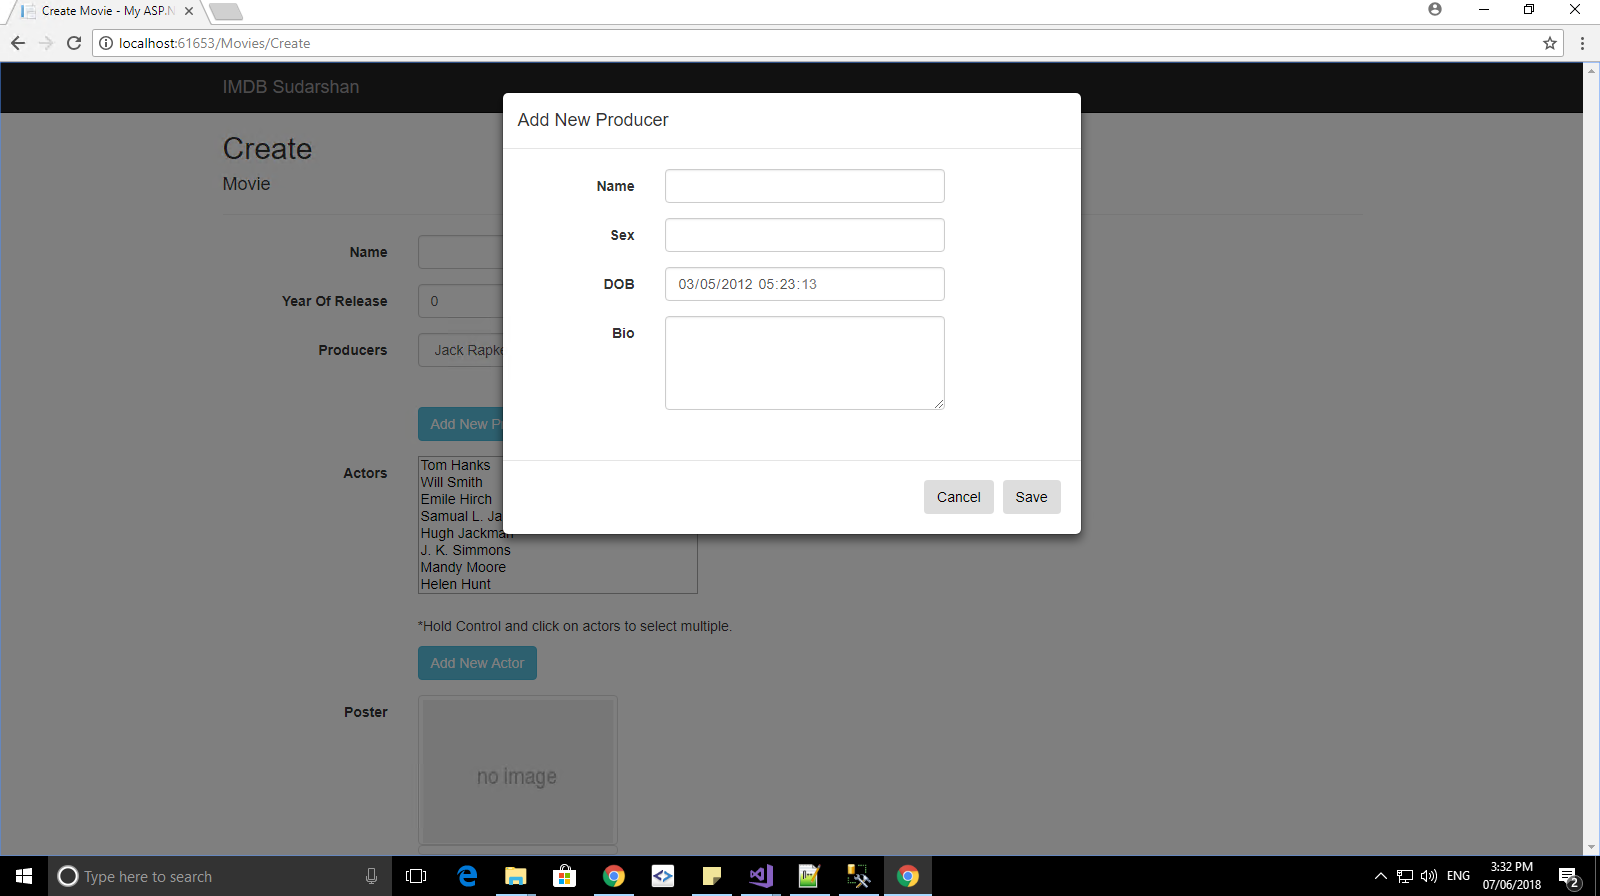 Create Movie - My ASP.N
localhost:61653/Movies/Create
IMDB Sudarshan
Create
Movie
Name
Year Of Release
0
Producers
Jack Rapke
Add New P
Actors
Tom Hanks
Will Smith
Emile Hirch
Samual L. Ja
Hugh Jackman
J. K. Simmons
Mandy Moore
Helen Hunt
*Hold Control and click on actors to select multiple.
Add New Actor
Poster
no image
Add New Producer
Name
Sex
DOB
03/05/2012 05:23:13
Bio
Cancel
Save
Type here to search
ENG
3:32 PM
07/06/2018
2